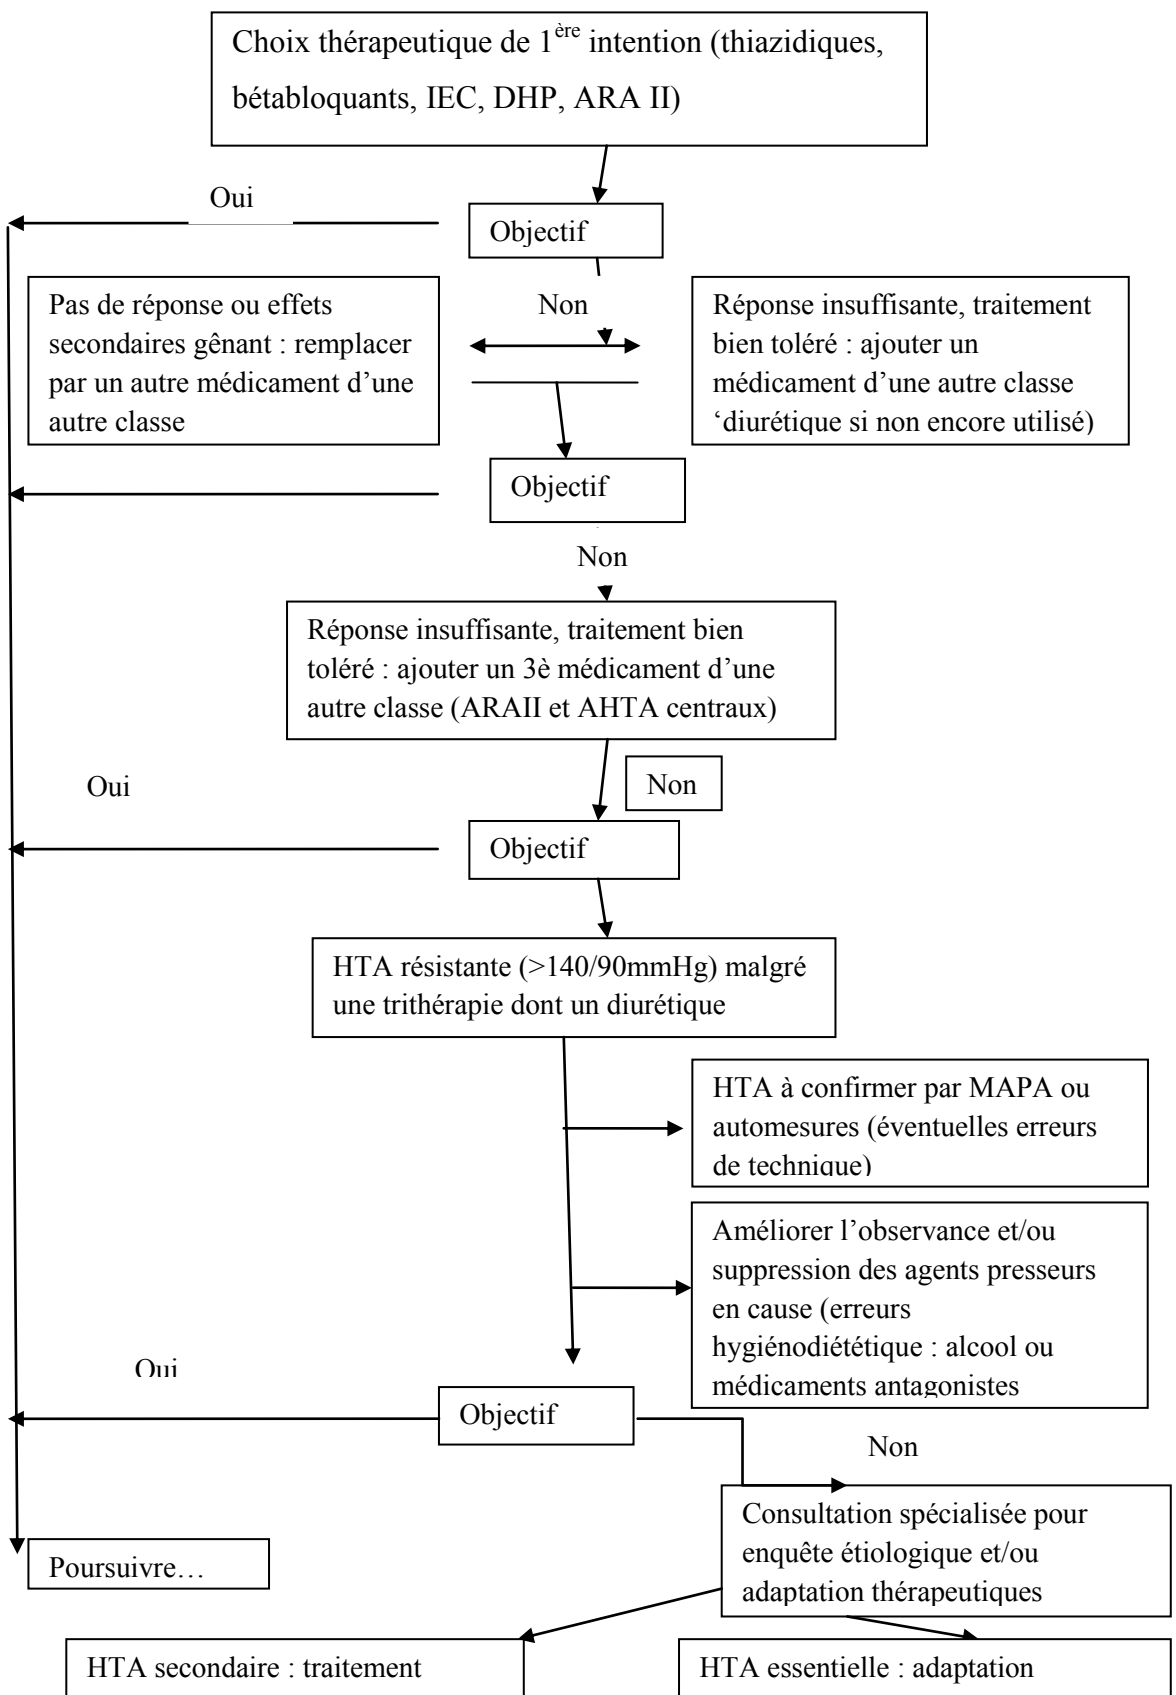 Choix thérapeutique de 1ère intention (thiazidiques,
bétabloquants, IEC, DHP, ARA II)
Oui
Objectif
Pas de réponse ou effets
secondaires gênant : remplacer
par un autre médicament d’une
autre classe
Non
Réponse insuffisante, traitement
bien toléré : ajouter un
médicament d’une autre classe
‘diurétique si non encore utilisé)
Objectif
Non
Réponse insuffisante, traitement bien
toléré : ajouter un 3è médicament d’une
autre classe (ARAII et AHTA centraux)
Non
Oui
Objectif
HTA résistante (>140/90mmHg) malgré
une trithérapie dont un diurétique
HTA à confirmer par MAPA ou
automesures (éventuelles erreurs
de technique)
Améliorer l’observance et/ou
suppression des agents presseurs
en cause (erreurs
hygiénodiététique : alcool ou
médicaments antagonistes
Oui
Objectif
Non
Consultation spécialisée pour
enquête étiologique et/ou
adaptation thérapeutiques
Poursuivre…
HTA secondaire : traitement
HTA essentielle : adaptation